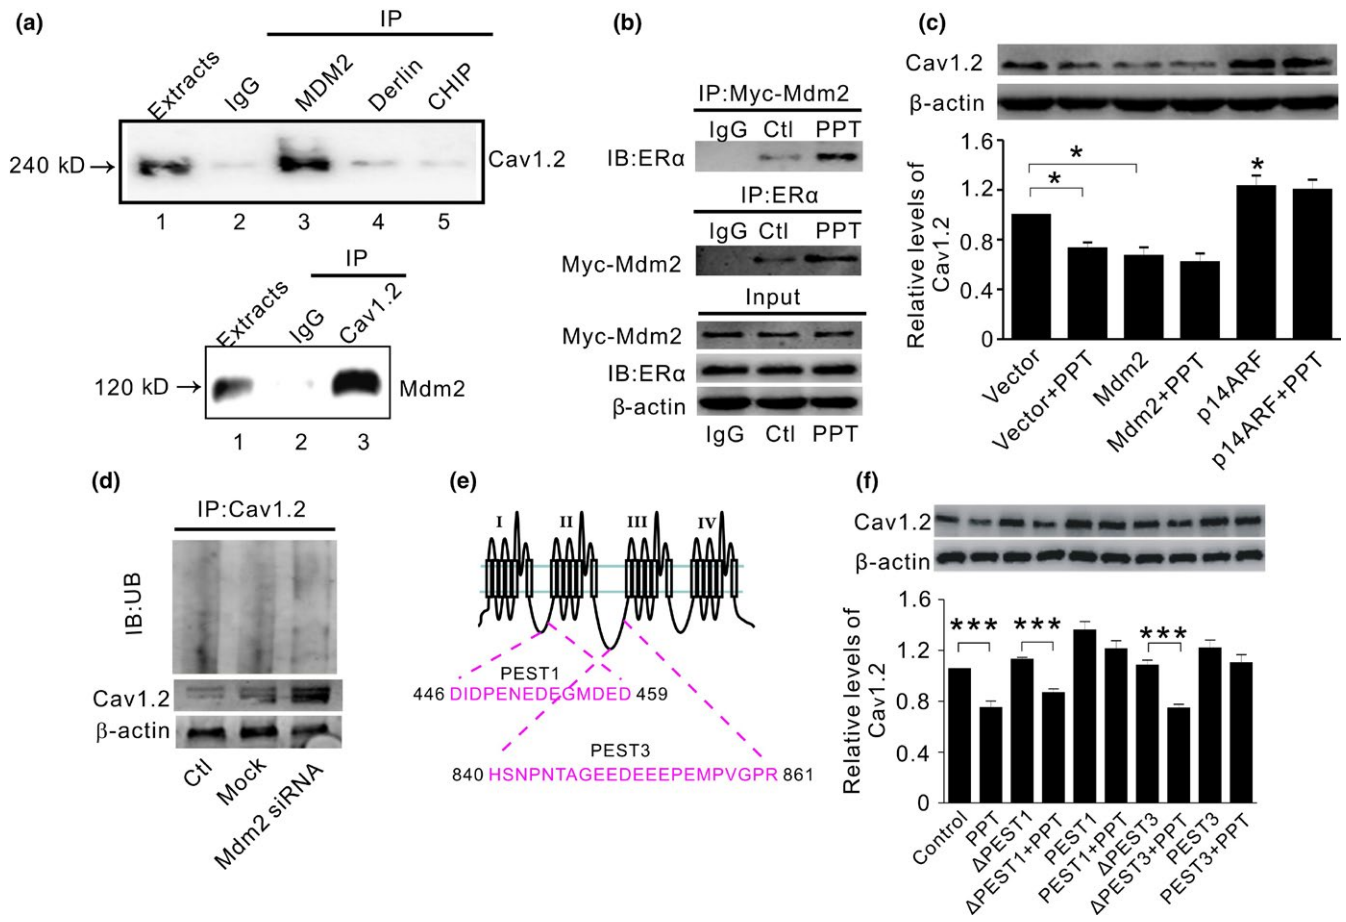 (a)
IP
Extracts
IgG
MDM2
Derlin
CHIP
240 kD→
Cav1.2
1 2 3 4 5
IP
Extracts
IgG
Cav1.2
120 kD →
Mdm2
1 2 3
(b)
IP:Myc-Mdm2
IgG Ctl PPT
IB:ERα
IP:ERα
IgG Ctl PPT
Myc-Mdm2
Input
Myc-Mdm2
IB:ERα
β-actin
IgG Ctl PPT
(c)
Cav1.2
β-actin
Relative levels of
Cav1.2
1.6
1.2
0.8
0.4
0
*
*
*
Vector
Vector+PPT
Mdm2
Mdm2+PPT
p14ARF
p14ARF+PPT
(d)
IP:Cav1.2
IB:UB
Cav1.2
β-actin
Ctl
Mock
Mdm2 siRNA
(e)
I II III IV
PEST1
446 DIDPENEDEGMDED 459
PEST3
840 HSNPNTAGEEDEEEPEMPVGPR 861
(f)
Cav1.2
β-actin
Relative levels of
Cav1.2
1.6
1.2
0.8
0.4
0
*** *** ***
Control
PPT
ΔPEST1
ΔPEST1+PPT
PEST1
PEST1+PPT
ΔPEST3
ΔPEST3+PPT
PEST3
PEST3+PPT